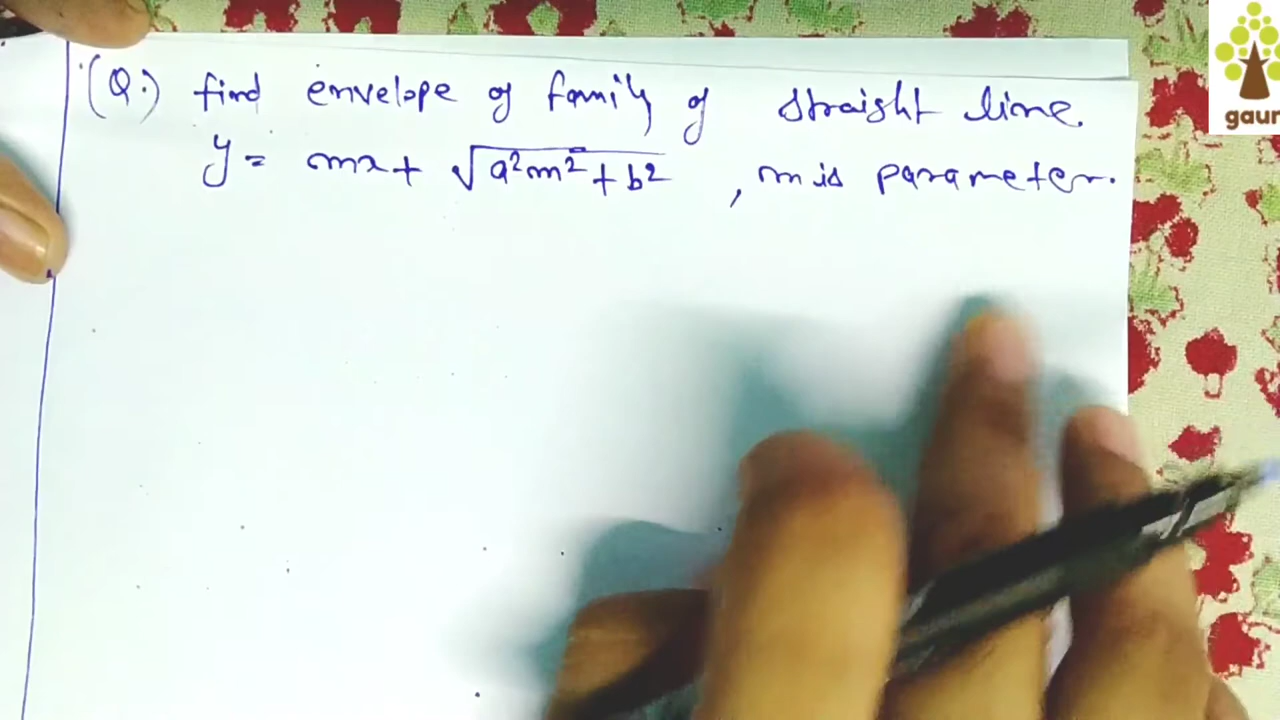 (Q.) find envelope of family of straight line.
y = mx + √a²m² + b² , m is parameter.
gaur